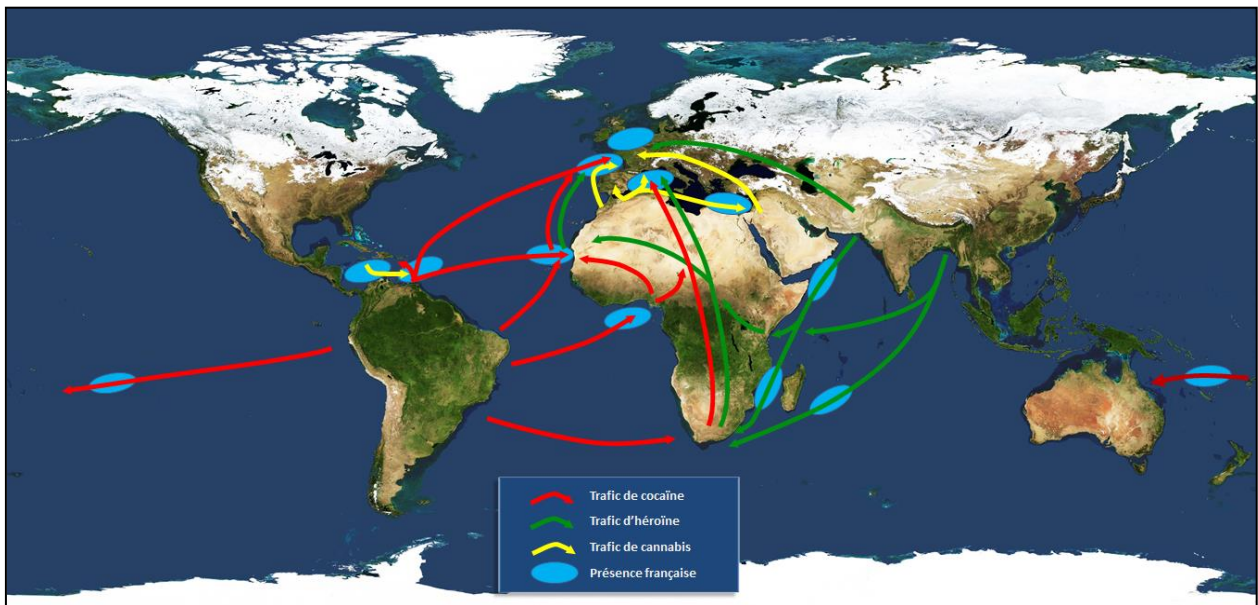 Trafic de cocaïne
Trafic d'héroïne
Trafic de cannabis
Présence française